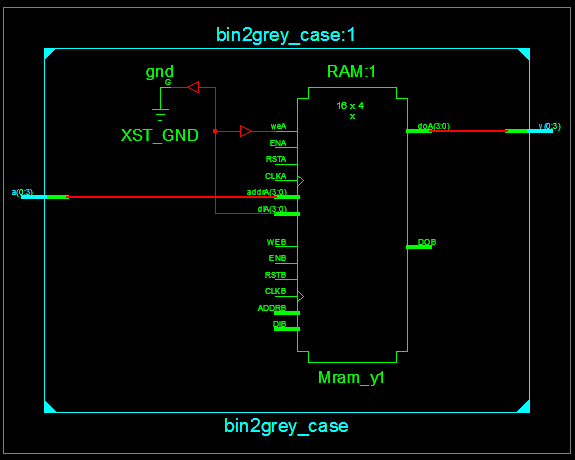 bin2grey_case:1
gnd
G
XST_GND
RAM:1
16 x 4
x
weA
doA(3:0)
y(0:3)
ENA
RSTA
CLKA
a(0:3)
addrA(3:0)
diA(3:0)
WEB
DOB
ENB
RSTB
CLKB
ADDRB
DIB
Mram_y1
bin2grey_case